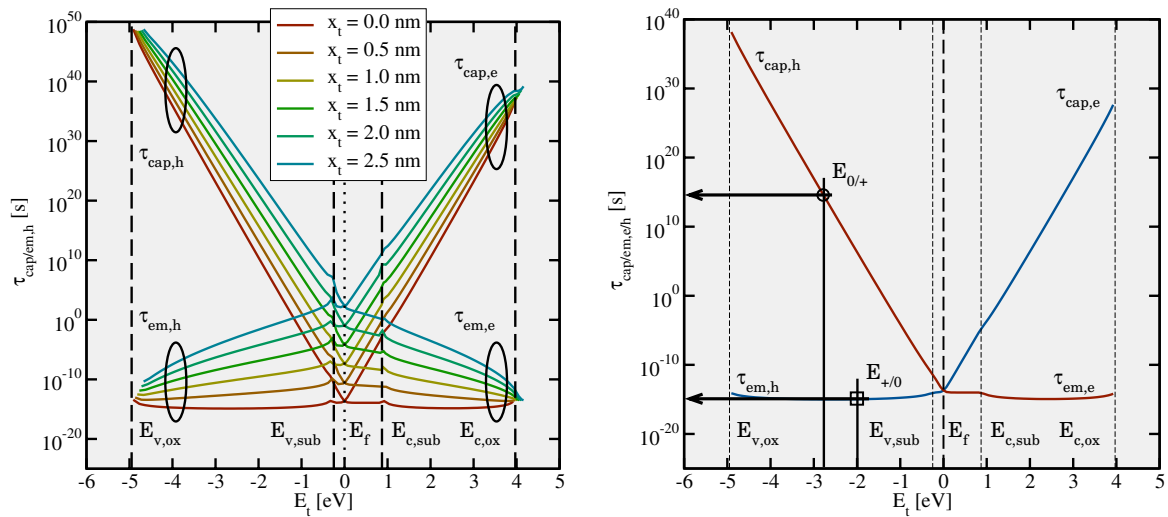 10^50
10^40
10^30
10^20
10^10
10^0
10^-10
10^-20
τ_cap/em,h [s]
x_t = 0.0 nm
x_t = 0.5 nm
x_t = 1.0 nm
x_t = 1.5 nm
x_t = 2.0 nm
x_t = 2.5 nm
τ_cap,h
τ_cap,e
τ_em,h
τ_em,e
E_v,ox
E_v,sub
E_f
E_c,sub
E_c,ox
-6 -5 -4 -3 -2 -1 0 1 2 3 4 5
E_t [eV]
10^40
10^30
10^20
10^10
10^0
10^-10
10^-20
τ_cap/em,e/h [s]
τ_cap,h
τ_cap,e
E_0/+
E_+/0
τ_em,h
τ_em,e
E_v,ox
E_v,sub
E_f
E_c,sub
E_c,ox
-6 -5 -4 -3 -2 -1 0 1 2 3 4 5
E_t [eV]